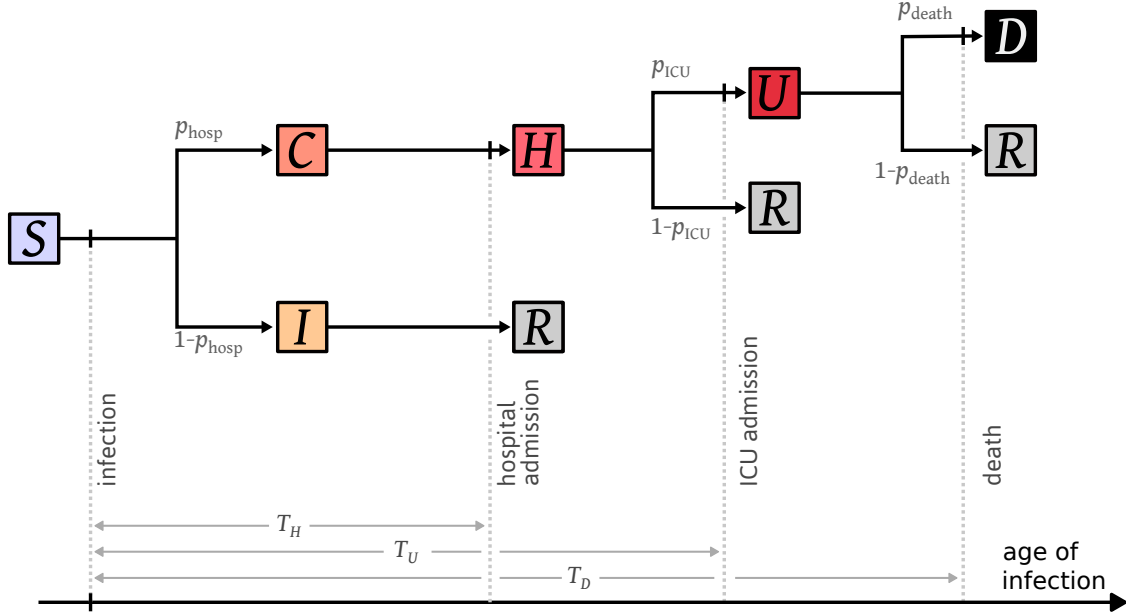 p_death
D
p_ICU
U
p_hosp
C
H
1-p_death
R
R
1-p_ICU
S
I
R
1-p_hosp
infection
hospital
admission
ICU admission
death
T_H
T_U
T_D
age of
infection